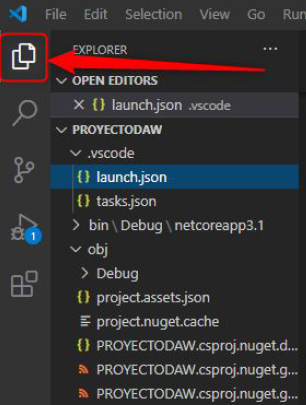 File Edit Selection View Go Run
EXPLORER ...
OPEN EDITORS
{} launch.json .vscode
PROYECTODAW
.vscode
{} launch.json
{} tasks.json
bin \ Debug \ netcoreapp3.1
1
obj
Debug
{} project.assets.json
project.nuget.cache
{} PROYECTODAW.csproj.nuget.d...
PROYECTODAW.csproj.nuget.g...
PROYECTODAW.csproj.nuget.g...